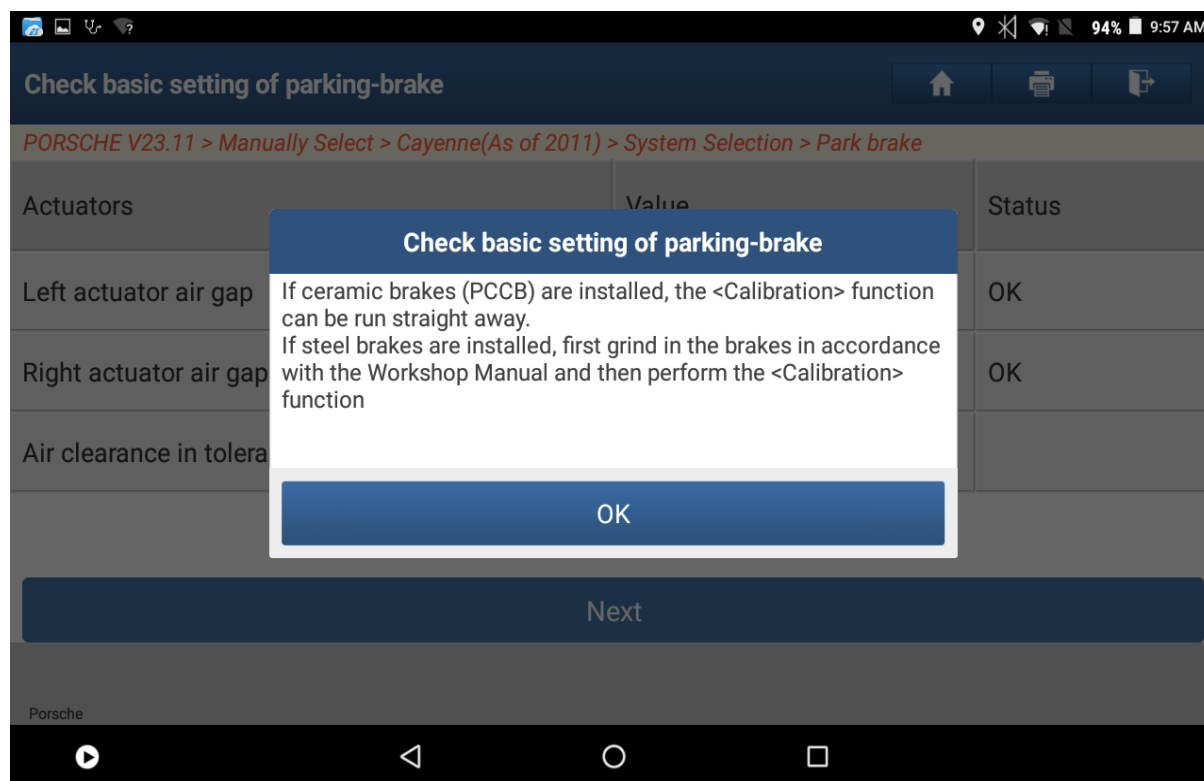 94% 9:57 AM
Check basic setting of parking-brake
PORSCHE V23.11 > Manually Select > Cayenne(As of 2011) > System Selection > Park brake
Actuators Value Status
Check basic setting of parking-brake
If ceramic brakes (PCCB) are installed, the <Calibration> function
can be run straight away.
If steel brakes are installed, first grind in the brakes in accordance
with the Workshop Manual and then perform the <Calibration>
function
OK
Left actuator air gap OK
Right actuator air gap OK
Air clearance in tolera
Next
Porsche